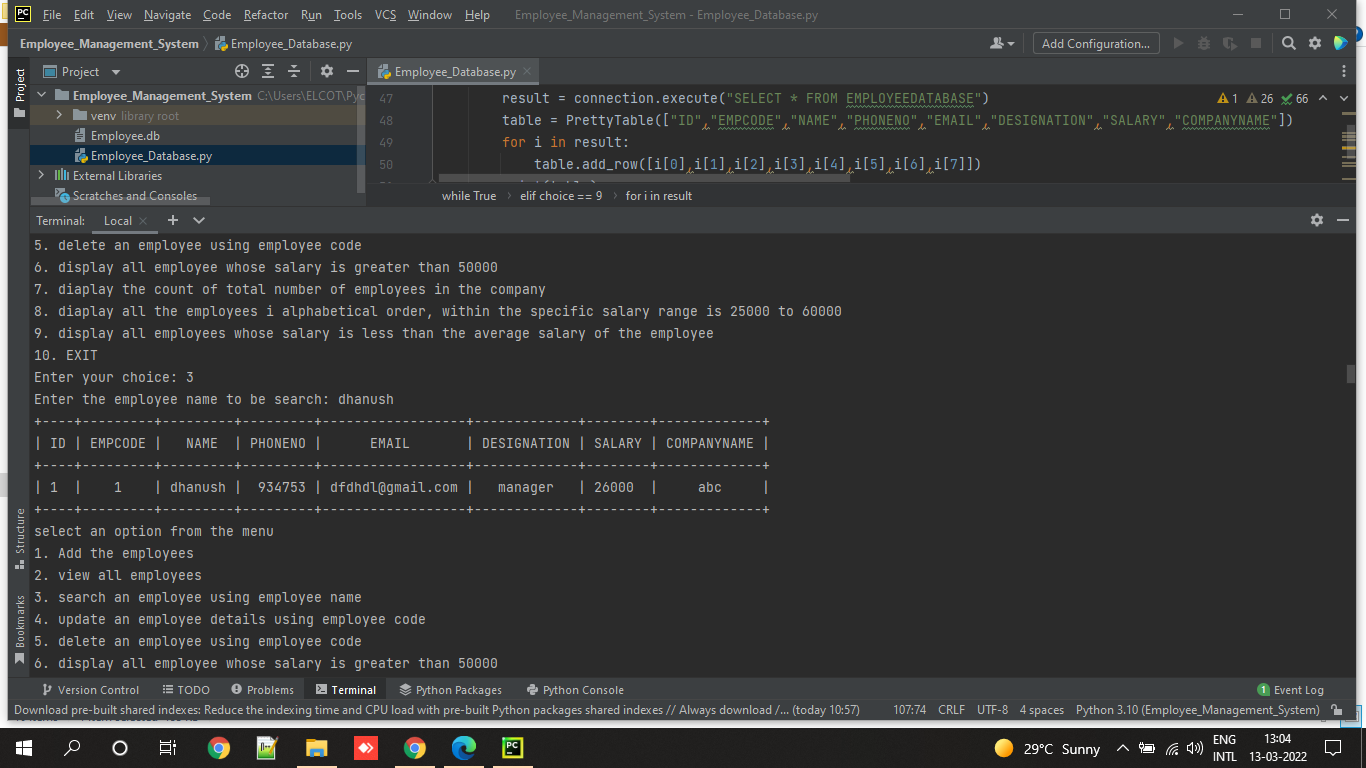 File Edit View Navigate Code Refactor Run Tools VCS Window Help Employee_Management_System - Employee_Database.py
Employee_Management_System Employee_Database.py Add Configuration...
Project Employee_Database.py
Project
Employee_Management_System C:\Users\ELCOT\Pyc
venv library root
Employee.db
Employee_Database.py
External Libraries
Scratches and Consoles
47 result = connection.execute("SELECT * FROM EMPLOYEEDATABASE") 1 26 66
48 table = PrettyTable(["ID","EMPCODE","NAME","PHONENO","EMAIL","DESIGNATION","SALARY","COMPANYNAME"])
49 for i in result:
50 table.add_row([i[0],i[1],i[2],i[3],i[4],i[5],i[6],i[7]])
while True elif choice == 9 for i in result
Terminal: Local
5. delete an employee using employee code
6. display all employee whose salary is greater than 50000
7. diaplay the count of total number of employees in the company
8. diaplay all the employees i alphabetical order, within the specific salary range is 25000 to 60000
9. display all employees whose salary is less than the average salary of the employee
10. EXIT
Enter your choice: 3
Enter the employee name to be search: dhanush
+----+---------+---------+---------+------------------+-------------+--------+-------------+
| ID | EMPCODE |   NAME  | PHONENO |      EMAIL       | DESIGNATION | SALARY | COMPANYNAME |
+----+---------+---------+---------+------------------+-------------+--------+-------------+
| 1  |    1    | dhanush |  934753 | dfdhdl@gmail.com |   manager   | 26000  |     abc     |
+----+---------+---------+---------+------------------+-------------+--------+-------------+
select an option from the menu
1. Add the employees
2. view all employees
3. search an employee using employee name
4. update an employee details using employee code
5. delete an employee using employee code
6. display all employee whose salary is greater than 50000
Structure
Bookmarks
Version Control TODO Problems Terminal Python Packages Python Console 1 Event Log
Download pre-built shared indexes: Reduce the indexing time and CPU load with pre-built Python packages shared indexes // Always download /... (today 10:57) 107:74 CRLF UTF-8 4 spaces Python 3.10 (Employee_Management_System)
29°C Sunny ENG 13:04
INTL 13-03-2022